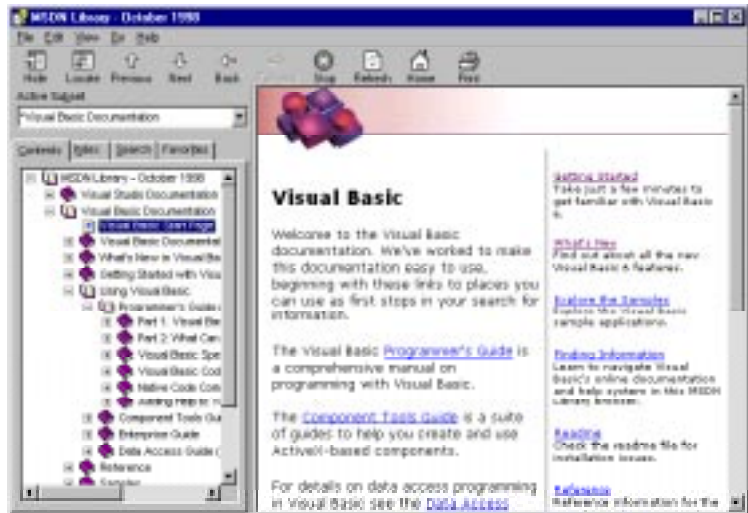 MSDN Library - October 1998
File Edit View Go Help
Hide Locate Previous Next Back Stop Refresh Home Print
Active Subset
*Visual Basic Documentation
Contents Index Search Favorites
MSDN Library - October 1998
Visual Studio Documentation
Visual Basic Documentation
Visual Basic Start Page
Visual Basic Documentat
What's New in Visual Ba
Getting Started with Visu
Using Visual Basic
Programmer's Guide
Part 1: Visual Ba
Part 2: What Can
Visual Basic Spe
Visual Basic Cod
Native Code Com
Adding Help to
Component Tools Gui
Enterprise Guide
Data Access Guide
Reference
Samples
Visual Basic
Welcome to the Visual Basic
documentation. We've worked to make
this documentation easy to use,
beginning with these links to places you
can use as first stops in your search for
information.
The Visual Basic Programmer's Guide is
a comprehensive manual on
programming with Visual Basic.
The Component Tools Guide is a suite
of guides to help you create and use
ActiveX-based components.
For details on data access programming
in Visual Basic see the Data Access
Getting Started
Take just a few minutes to
get familiar with Visual Basic
6.
What's New
Find out about all the new
Visual Basic 6 features.
Explore the Samples
Explore the Visual Basic
sample applications.
Finding Information
Learn to navigate Visual
Basic's online documentation
and help system in this MSDN
Library browser.
Readme
Check the readme file for
installation issues.
Reference
Reference information for the